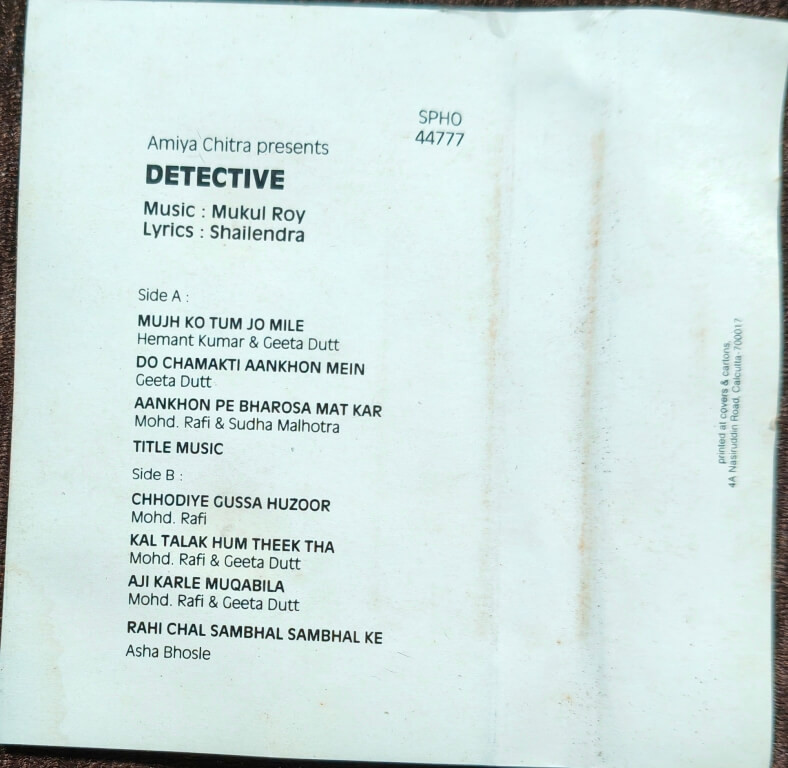 SPHO
44777
Amiya Chitra presents
DETECTIVE
Music : Mukul Roy
Lyrics : Shailendra
Side A :
MUJH KO TUM JO MILE
Hemant Kumar & Geeta Dutt
DO CHAMAKTI AANKHON MEIN
Geeta Dutt
AANKHON PE BHAROSA MAT KAR
Mohd. Rafi & Sudha Malhotra
TITLE MUSIC
Side B :
CHHODIYE GUSSA HUZOOR
Mohd. Rafi
KAL TALAK HUM THEEK THA
Mohd. Rafi & Geeta Dutt
AJI KARLE MUQABILA
Mohd. Rafi & Geeta Dutt
RAHI CHAL SAMBHAL SAMBHAL KE
Asha Bhosle
printed at covers & cartons,
4A Nasiruddin Road, Calcutta-700017